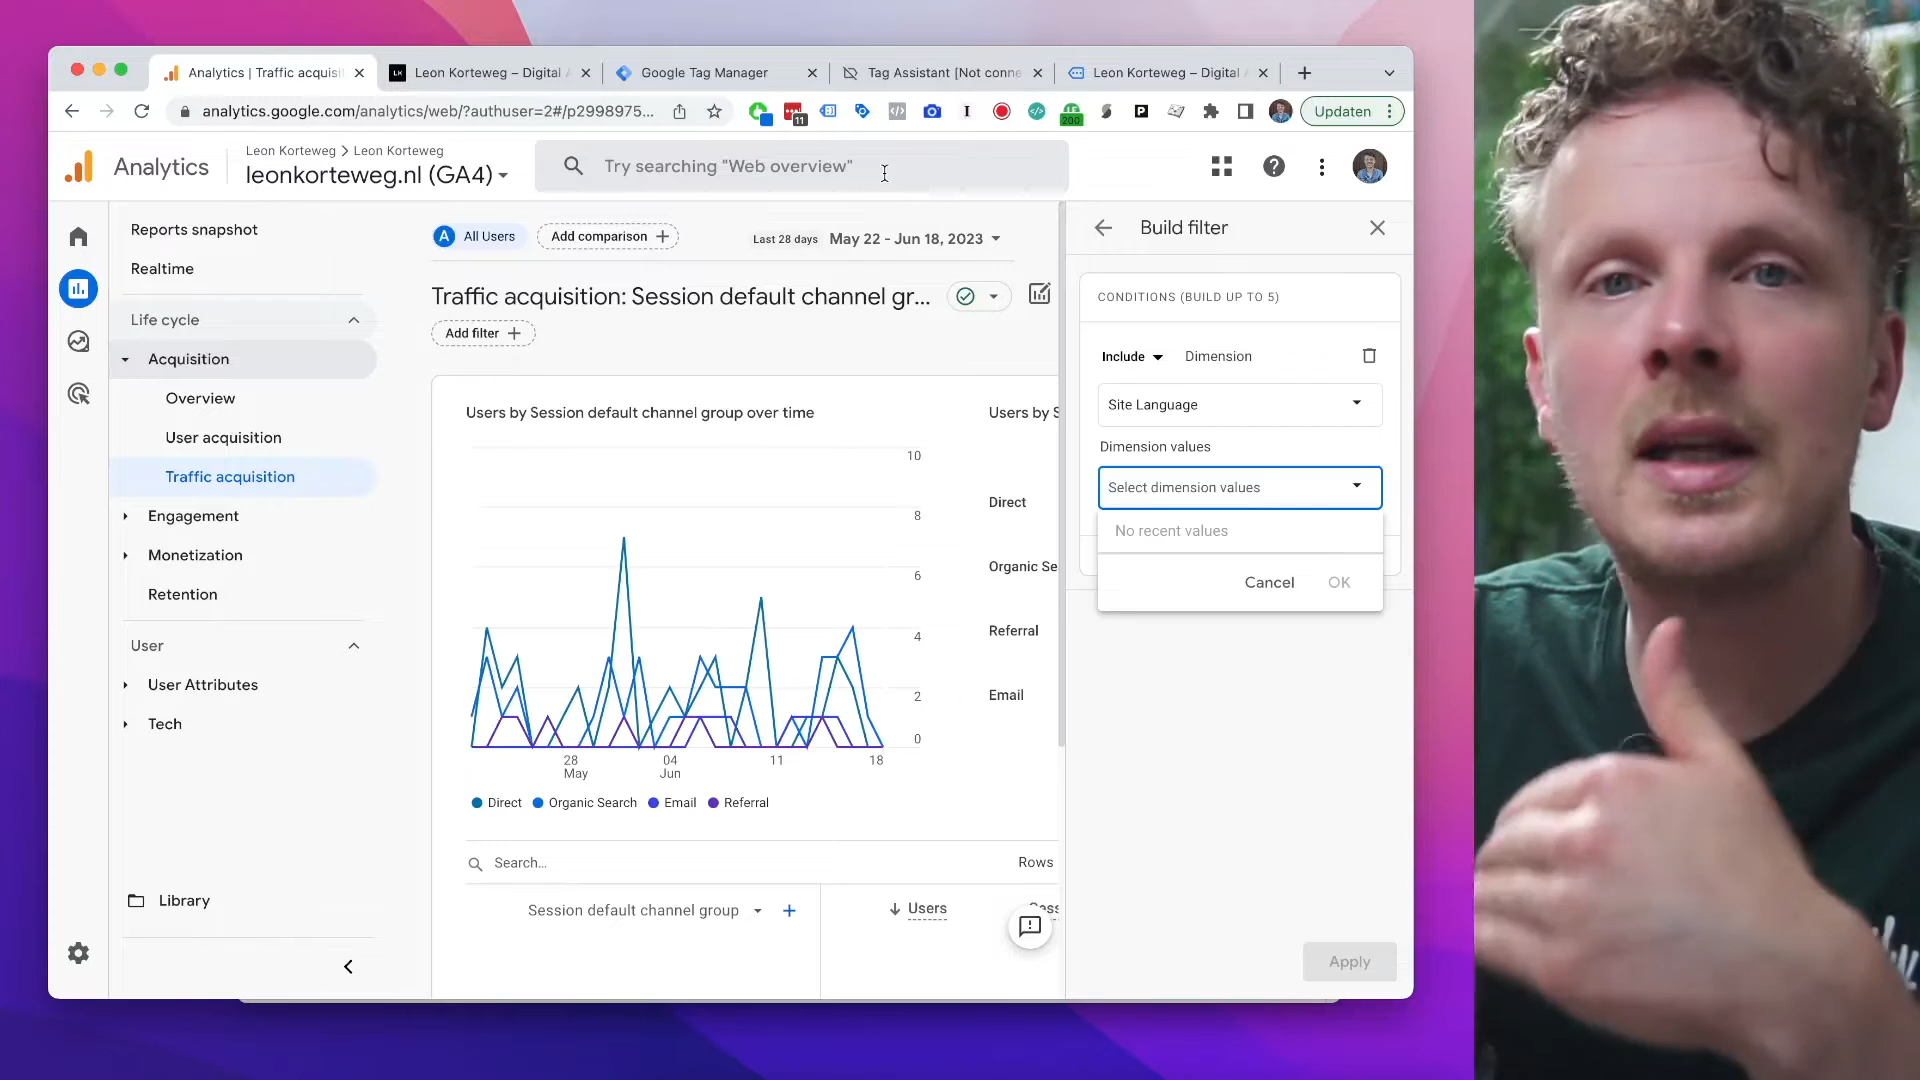 Analytics | Traffic acquisi
Leon Korteweg – Digital
Google Tag Manager
Tag Assistant [Not conne
Leon Korteweg – Digital
analytics.google.com/analytics/web/?authuser=2#/p2998975...
11
200
Updaten
Analytics
Leon Korteweg > Leon Korteweg
leonkorteweg.nl (GA4)
Try searching "Web overview"
Reports snapshot
Realtime
Life cycle
Acquisition
Overview
User acquisition
Traffic acquisition
Engagement
Monetization
Retention
User
User Attributes
Tech
Library
A All Users
Add comparison +
Last 28 days May 22 - Jun 18, 2023
Traffic acquisition: Session default channel gr...
Add filter +
Users by Session default channel group over time
10
8
6
4
2
0
28
May
04
Jun
11
18
Direct Organic Search Email Referral
Users by S
Direct
Organic Se
Referral
Email
Search...
Rows
Session default channel group
Users
Sess
Build filter
CONDITIONS (BUILD UP TO 5)
Include Dimension
Site Language
Dimension values
Select dimension values
No recent values
Cancel OK
Apply